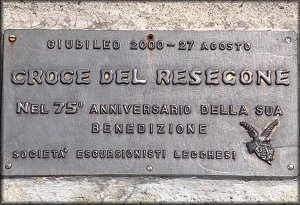 GIUBILEO 2000-27 AGOSTO
CROCE DEL RESEGONE
NEL 75° ANNIVERSARIO DELLA SUA
BENEDIZIONE
SOCIETA' ESCURSIONISTI LECCHESI